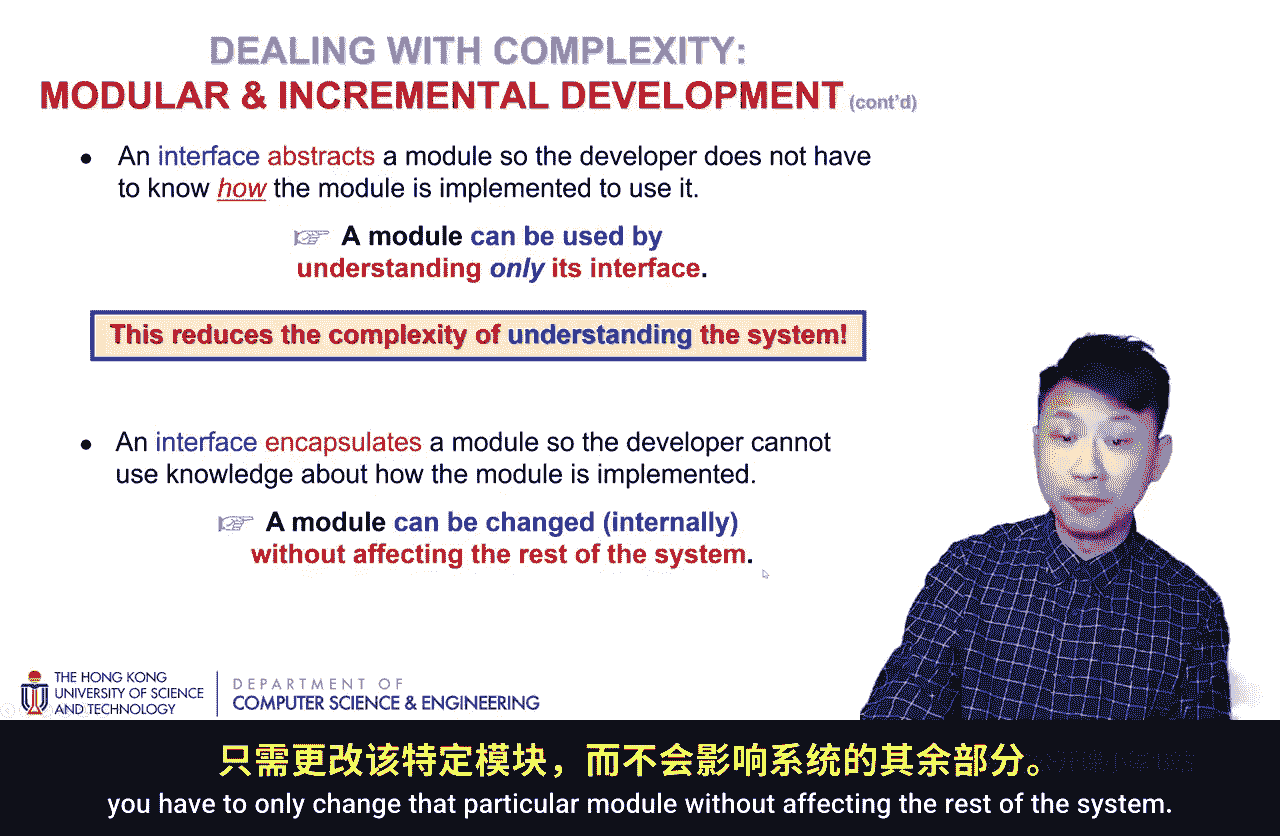 DEALING WITH COMPLEXITY:
MODULAR & INCREMENTAL DEVELOPMENT (cont'd)
● An interface abstracts a module so the developer does not have
to know how the module is implemented to use it.
☞ A module can be used by
understanding only its interface.
This reduces the complexity of understanding the system!
● An interface encapsulates a module so the developer cannot
use knowledge about how the module is implemented.
☞ A module can be changed (internally)
without affecting the rest of the system.
THE HONG KONG
UNIVERSITY OF SCIENCE
AND TECHNOLOGY
DEPARTMENT OF
COMPUTER SCIENCE & ENGINEERING
只需更改该特定模块，而不会影响系统的其余部分。
you have to only change that particular module without affecting the rest of the system.